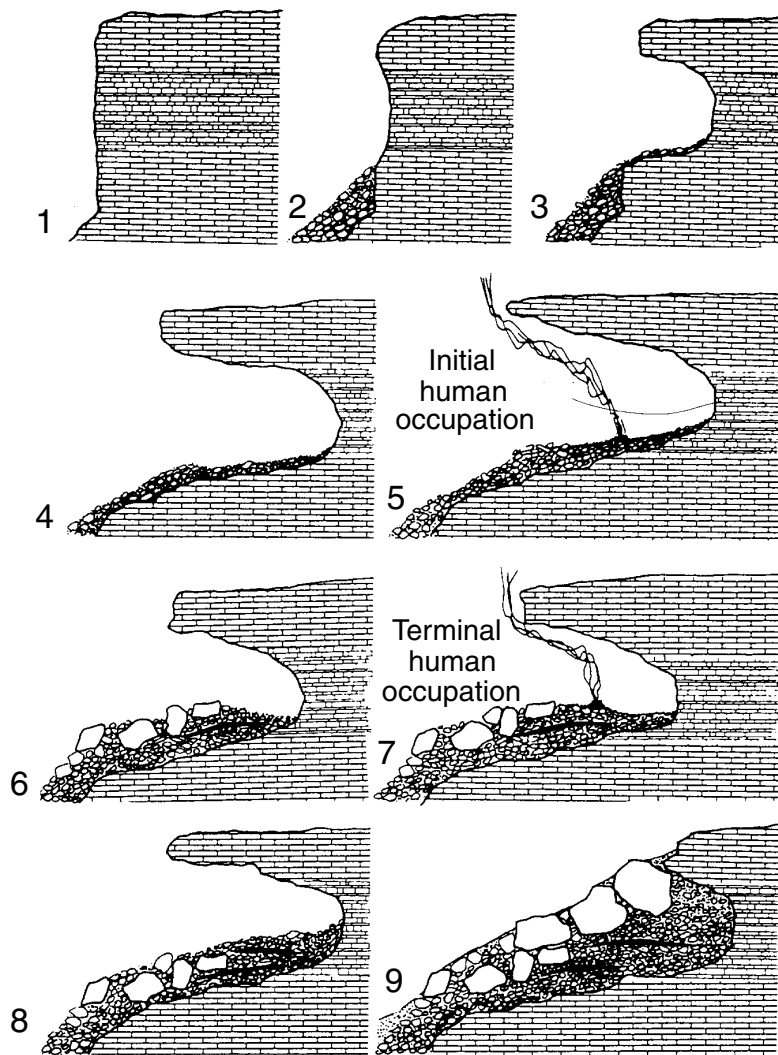 1
2
3
4
Initial
human
occupation
5
6
Terminal
human
occupation
7
8
9